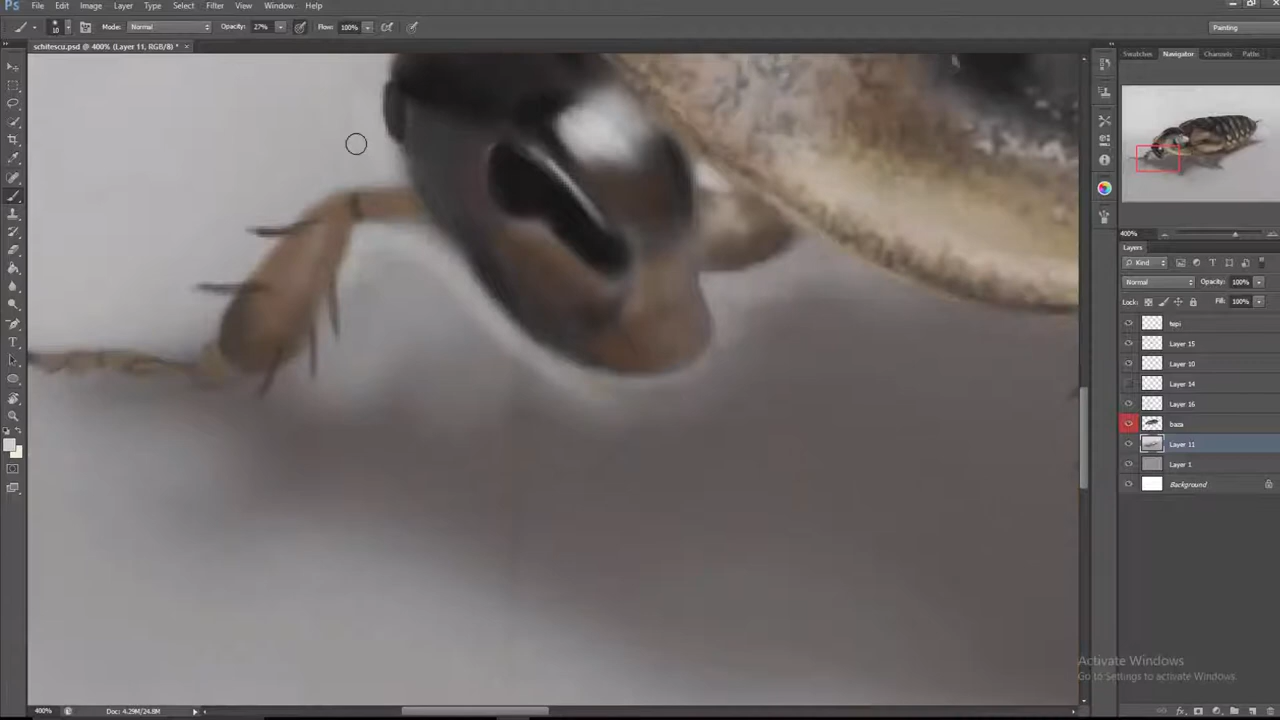 Ps File Edit Image Layer Type Select Filter View Window Help
10 Mode: Normal Opacity: 27% Flow: 100% Painting
schitescu.psd @ 400% (Layer 11, RGB/8) *
Swatches Navigator Channels Paths
400%
Layers
Kind
Normal Opacity: 100%
Lock: Fill: 100%
tepi
Layer 15
Layer 10
Layer 14
Layer 16
baza
Layer 11
Layer 1
Background
Activate Windows
Go to Settings to activate Windows.
400% Doc: 4.29M/24.8M